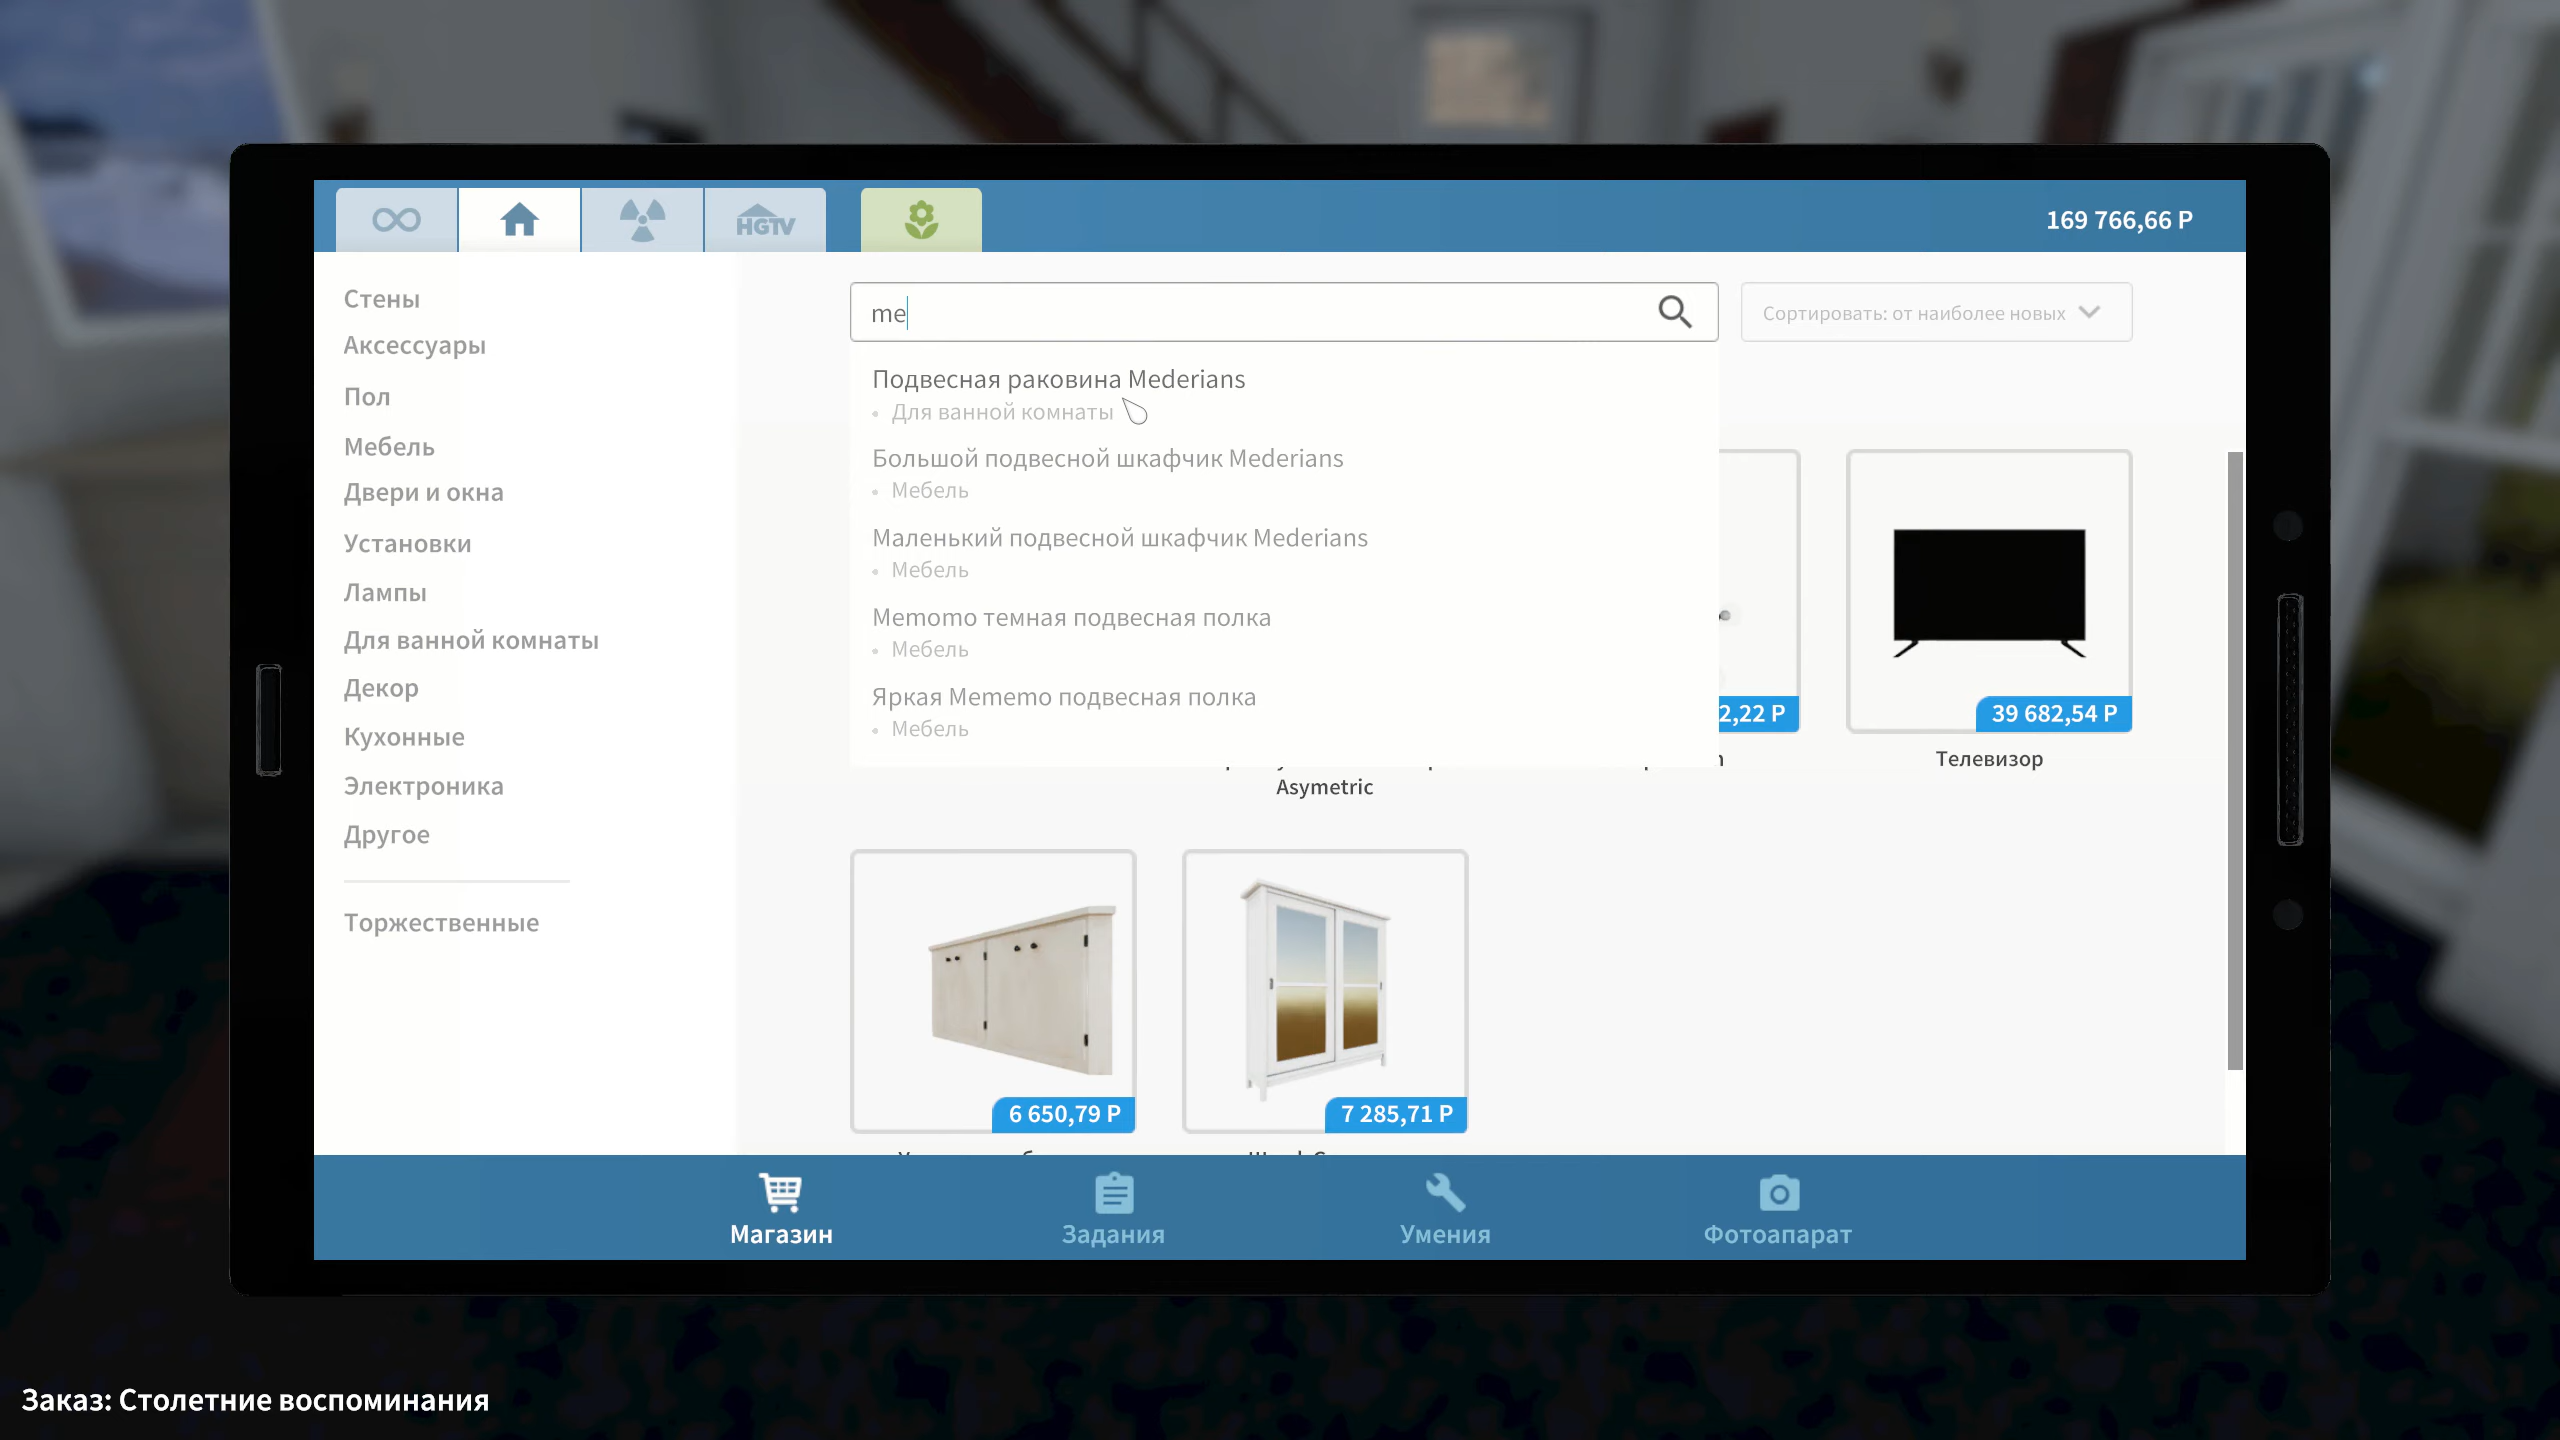 HGTV
169 766,66 Р
Стены
Аксессуары
Пол
Мебель
Двери и окна
Установки
Лампы
Для ванной комнаты
Декор
Кухонные
Электроника
Другое
Торжественные
me
Сортировать: от наиболее новых
Подвесная раковина Mederians
• Для ванной комнаты
Большой подвесной шкафчик Mederians
• Мебель
Маленький подвесной шкафчик Mederians
• Мебель
Memomo темная подвесная полка
• Мебель
Яркая Mememo подвесная полка
• Мебель
2,22 Р
39 682,54 Р
Телевизор
Asymetric
6 650,79 Р
7 285,71 Р
Магазин
Задания
Умения
Фотоапарат
Заказ: Столетние воспоминания